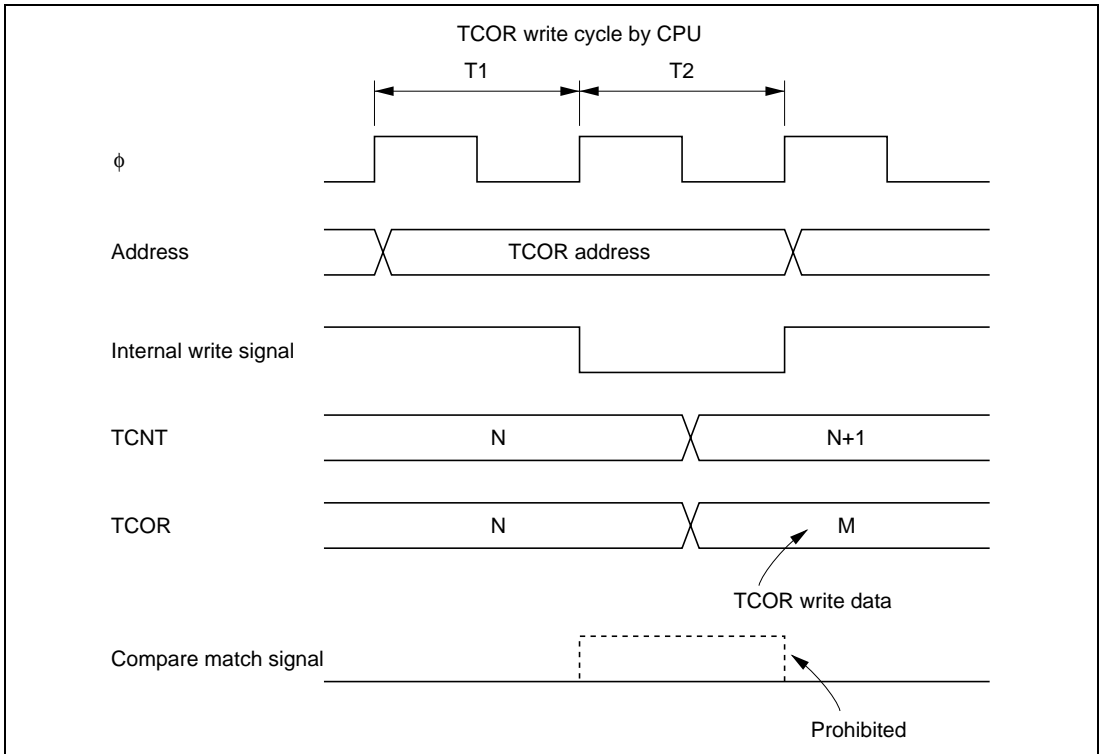 TCOR write cycle by CPU
T1 T2
ϕ
Address TCOR address
Internal write signal
TCNT N N+1
TCOR N M
TCOR write data
Compare match signal
Prohibited